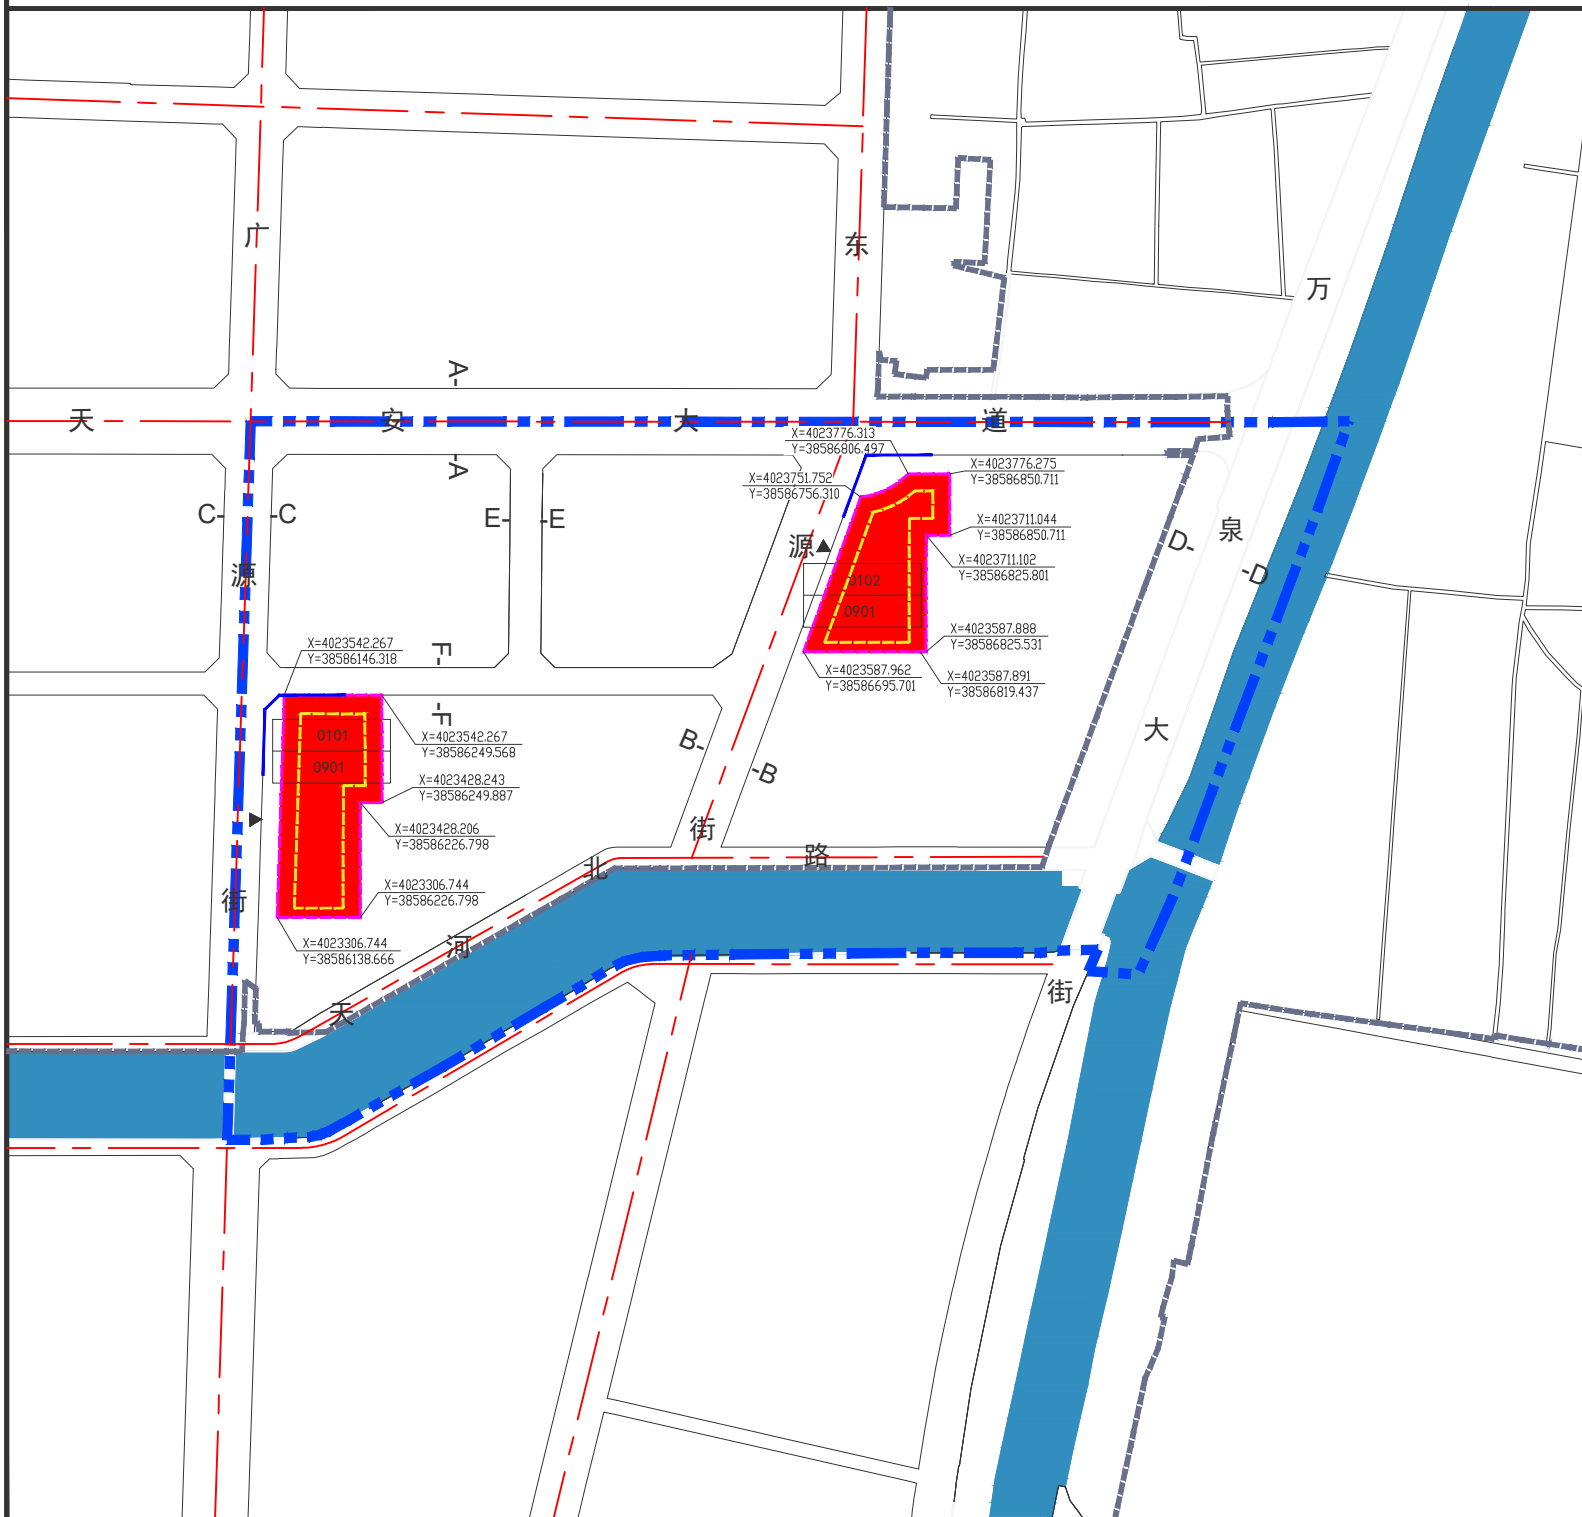 广
东
万
A-
天
安
大
道
-A
X=4023776.313
Y=38586806.497
X=4023776.275
Y=38586850.711
X=4023751.752
Y=38586756.310
C-
-C
E-
-E
X=4023711.044
Y=38586850.711
泉
D-
源
X=4023711.102
Y=38586825.801
-D
源
0102
0901
X=4023542.267
Y=38586146.318
F-
X=4023587.888
Y=38586825.531
X=4023587.962
Y=38586695.701
X=4023587.891
Y=38586819.437
-F
0101
0901
X=4023542.267
Y=38586249.568
B-
-B
大
X=4023428.243
Y=38586249.887
X=4023428.206
Y=38586226.798
街
路
北
X=4023306.744
Y=38586226.798
街
X=4023306.744
Y=38586138.666
河
天
街